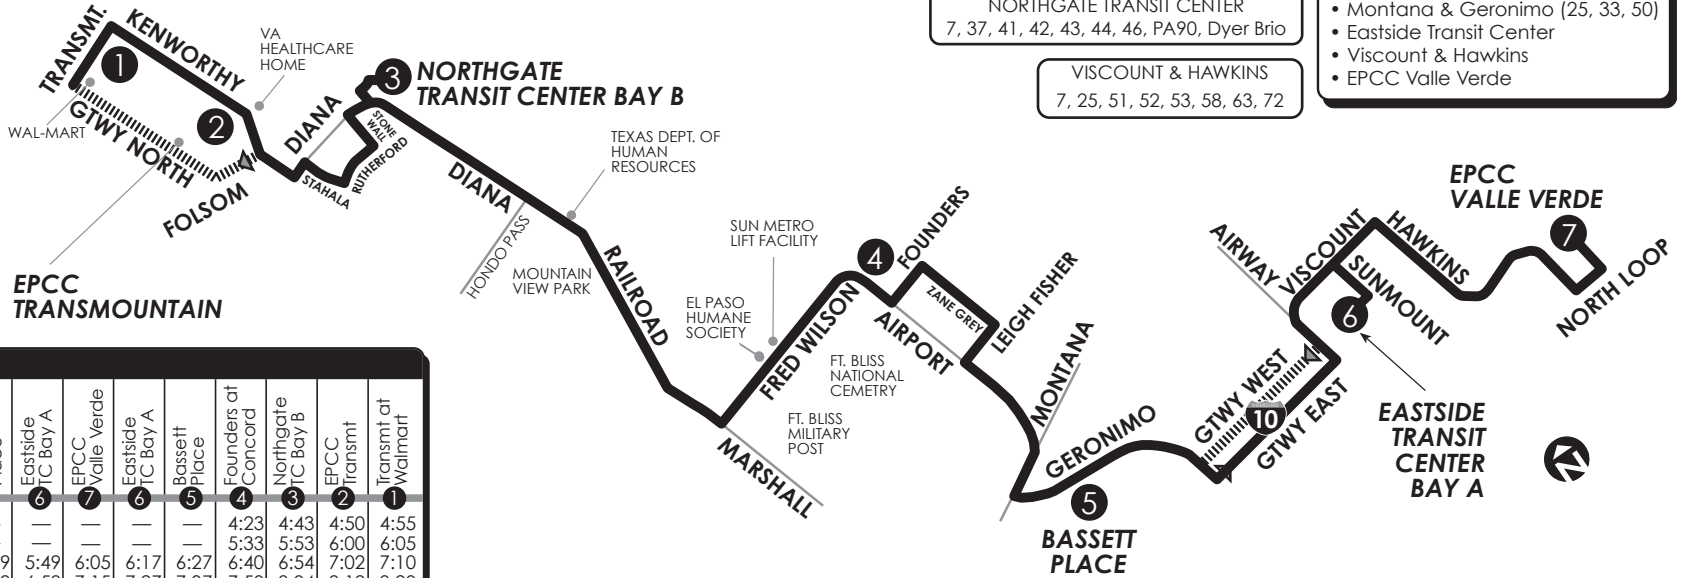 NORTHGATE TRANSIT CENTER
7, 37, 41, 42, 43, 44, 46, PA90, Dyer Brio
• Montana & Geronimo (25, 33, 50)
• Eastside Transit Center
• Viscount & Hawkins
• EPCC Valle Verde
VISCOUNT & HAWKINS
7, 25, 51, 52, 53, 58, 63, 72
TRANSMT.
KENWORTHY
1
WAL-MART
GTWY NORTH
2
FOLSOM
VA
HEALTHCARE
HOME
DIANA
3
NORTHGATE
TRANSIT CENTER BAY B
STONE
WALL
RUTHERFORD
STAHALA
EPCC
TRANSMOUNTAIN
DIANA
HONDO PASS
TEXAS DEPT. OF
HUMAN
RESOURCES
MOUNTAIN
VIEW PARK
RAILROAD
SUN METRO
LIFT FACILITY
EL PASO
HUMANE
SOCIETY
FRED WILSON
4
FOUNDERS
ZANE GREY
AIRPORT
LEIGH FISHER
FT. BLISS
NATIONAL
CEMETRY
FT. BLISS
MILITARY
POST
MARSHALL
MONTANA
GERONIMO
5
BASSETT
PLACE
GTWY WEST
10
GTWY EAST
AIRWAY
VISCOUNT
HAWKINS
SUNMOUNT
6
EASTSIDE
TRANSIT
CENTER
BAY A
EPCC
VALLE VERDE
7
NORTH LOOP
N
Eastside
TC Bay A
EPCC
Valle Verde
Eastside
TC Bay A
Bassett
Place
Founders at
Concord
Northgate
TC Bay B
EPCC
Transmt
Transmt at
Walmart
6 7 6 5 4 3 2 1
— — — — 4:23 4:43 4:50 4:55
— — — — 5:33 5:53 6:00 6:05
9 5:49 6:05 6:17 6:27 6:40 6:54 7:02 7:10